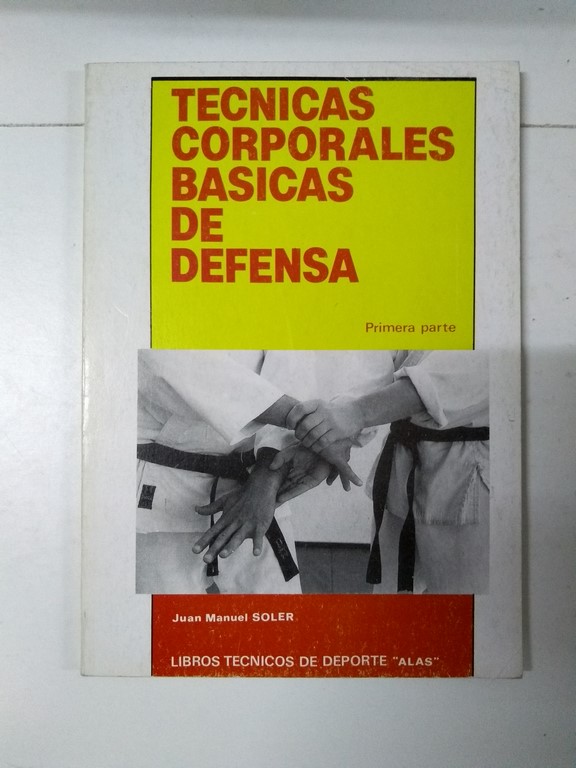 TECNICAS
CORPORALES
BASICAS
DE
DEFENSA
Primera parte
Juan Manuel SOLER
LIBROS TECNICOS DE DEPORTE "ALAS"